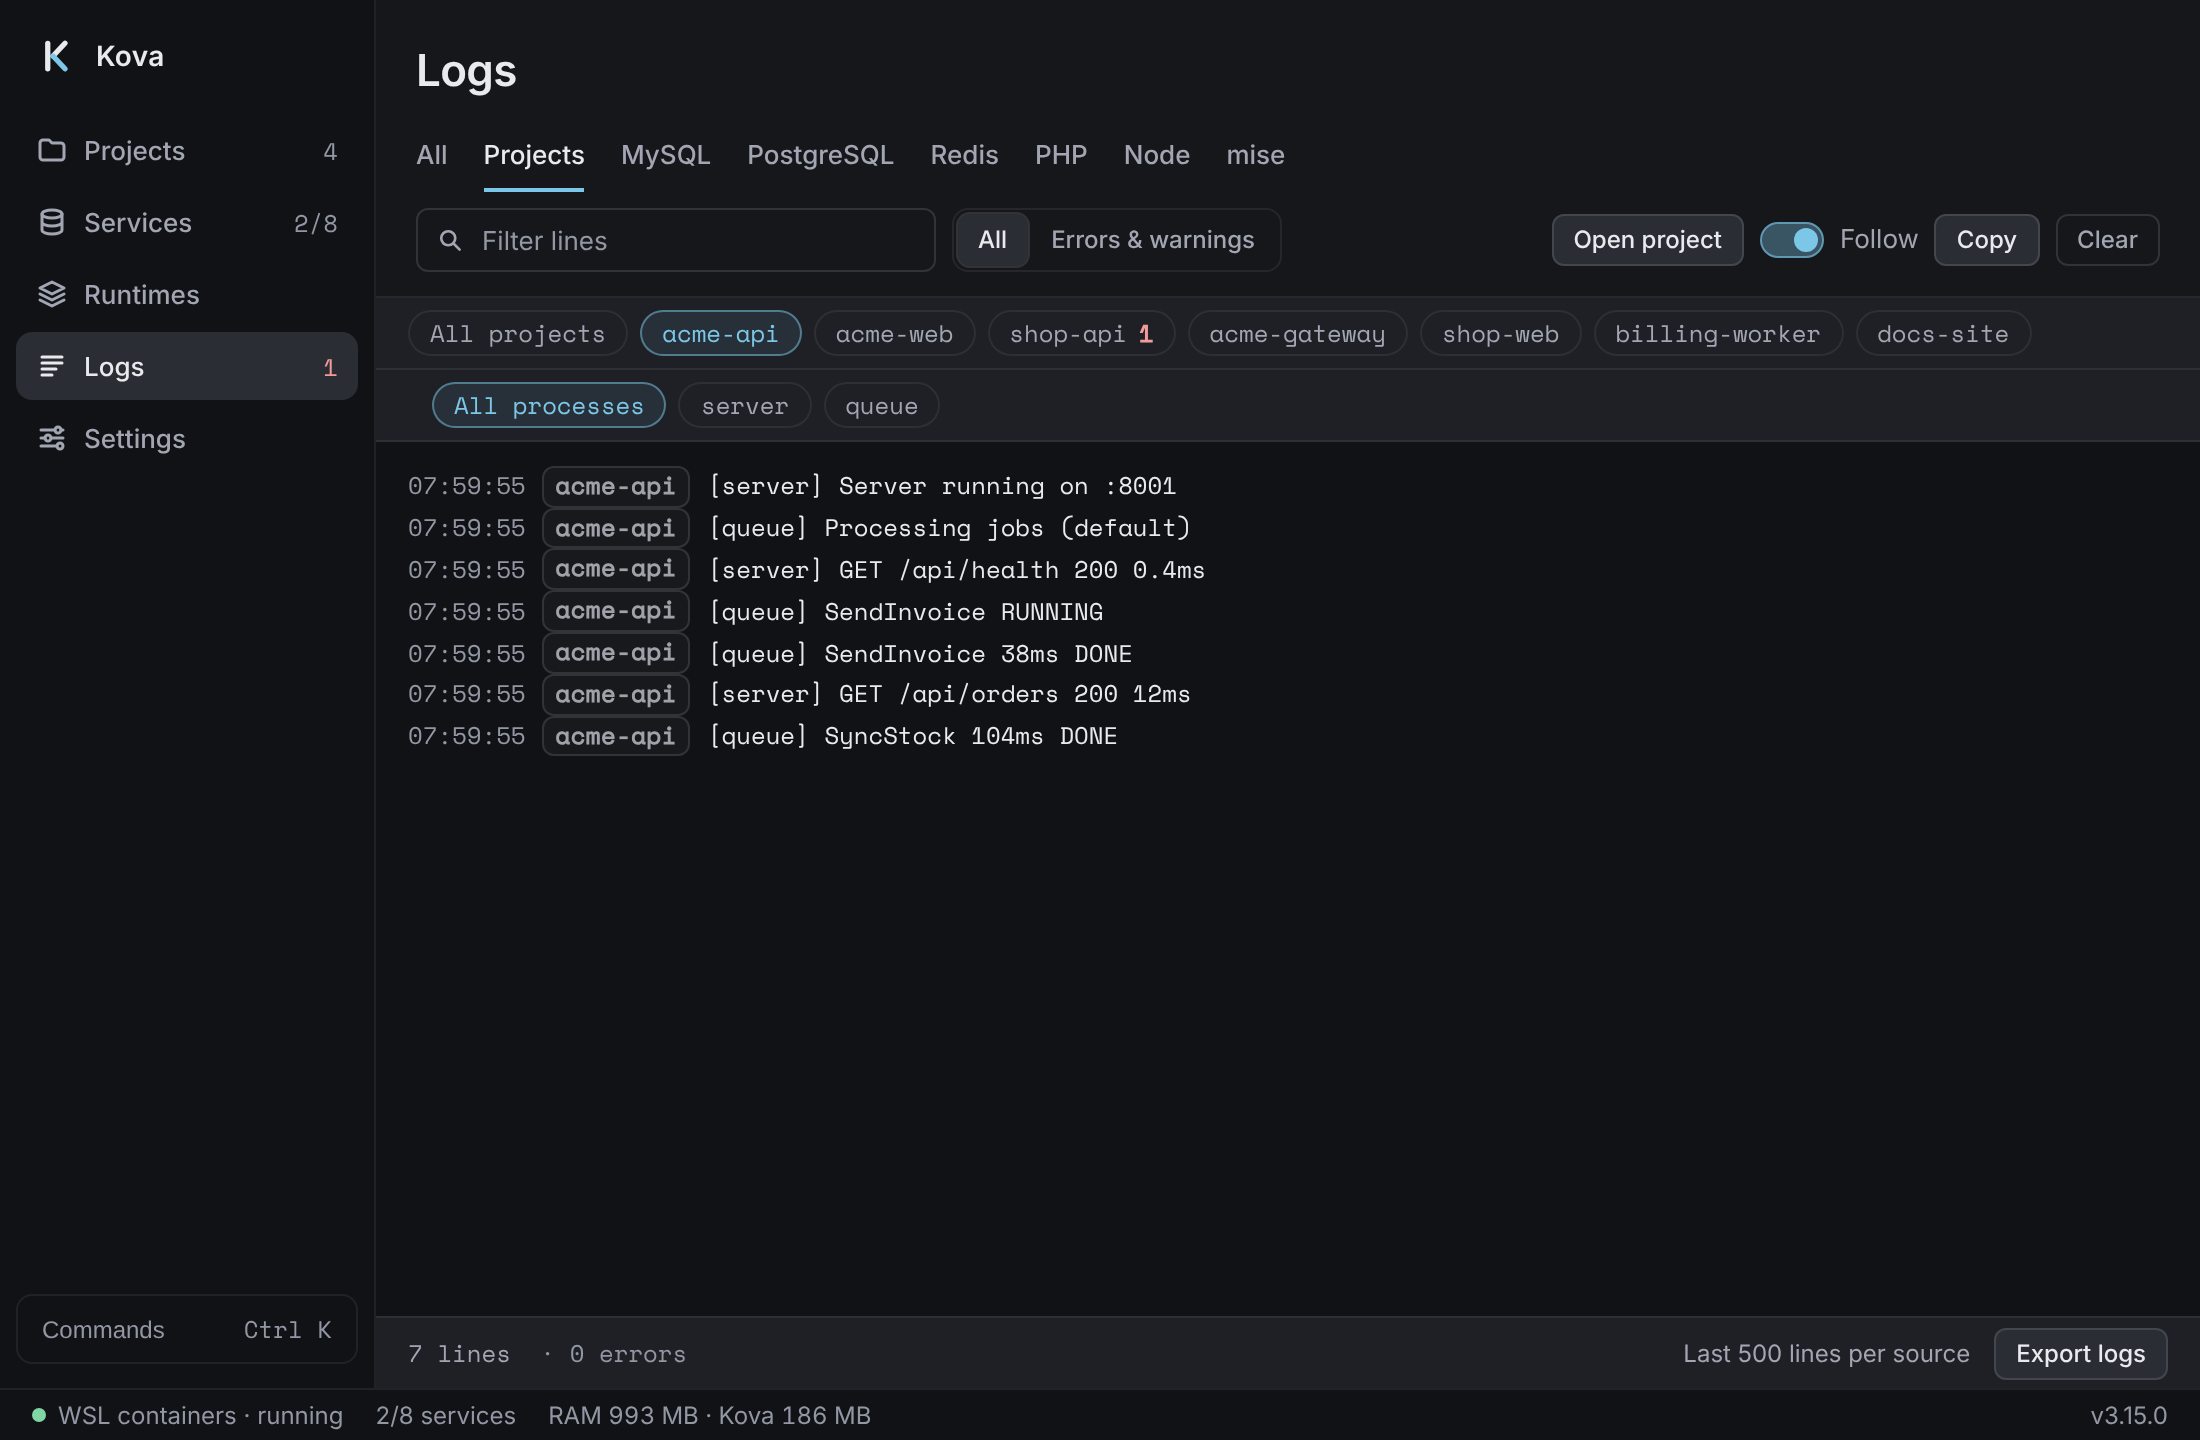 Kova
Projects 4
Services 2/8
Runtimes
Logs 1
Settings
Commands Ctrl K
Logs
All Projects MySQL PostgreSQL Redis PHP Node mise
Filter lines All Errors & warnings Open project Follow Copy Clear
All projects acme-api acme-web shop-api 1 acme-gateway shop-web billing-worker docs-site
All processes server queue
07:59:55 acme-api [server] Server running on :8001
07:59:55 acme-api [queue] Processing jobs (default)
07:59:55 acme-api [server] GET /api/health 200 0.4ms
07:59:55 acme-api [queue] SendInvoice RUNNING
07:59:55 acme-api [queue] SendInvoice 38ms DONE
07:59:55 acme-api [server] GET /api/orders 200 12ms
07:59:55 acme-api [queue] SyncStock 104ms DONE
7 lines · 0 errors Last 500 lines per source Export logs
WSL containers · running 2/8 services RAM 993 MB · Kova 186 MB v3.15.0